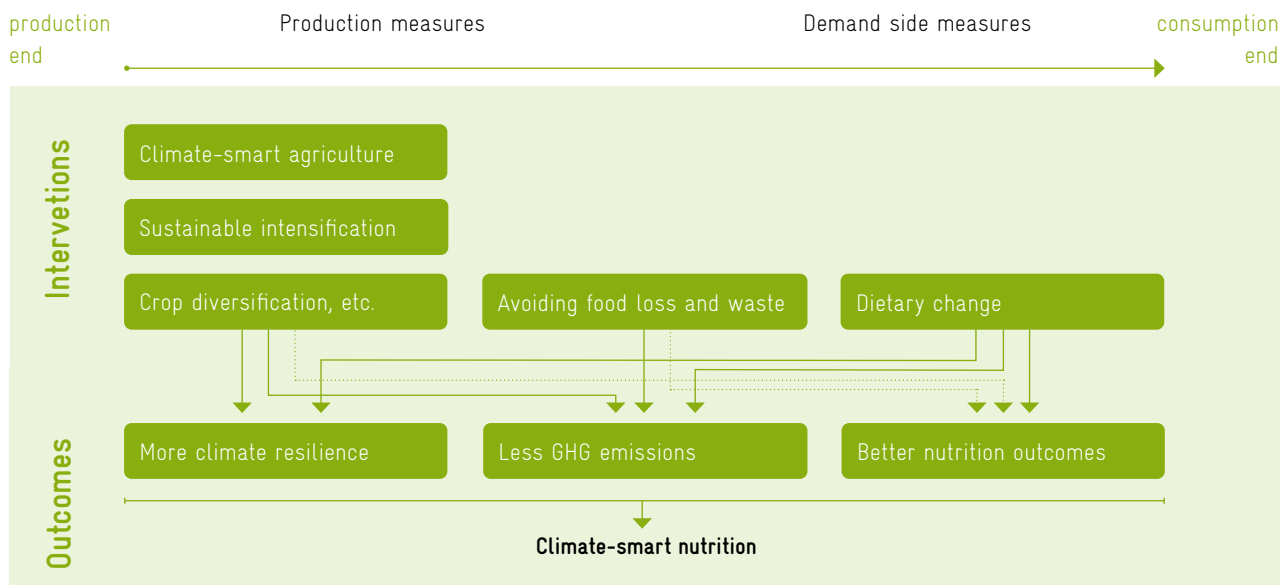 production
end
Production measures
Demand side measures
consumption
end
Intervetions
Climate-smart agriculture
Sustainable intensification
Crop diversification, etc.
Avoiding food loss and waste
Dietary change
Outcomes
More climate resilience
Less GHG emissions
Better nutrition outcomes
Climate-smart nutrition